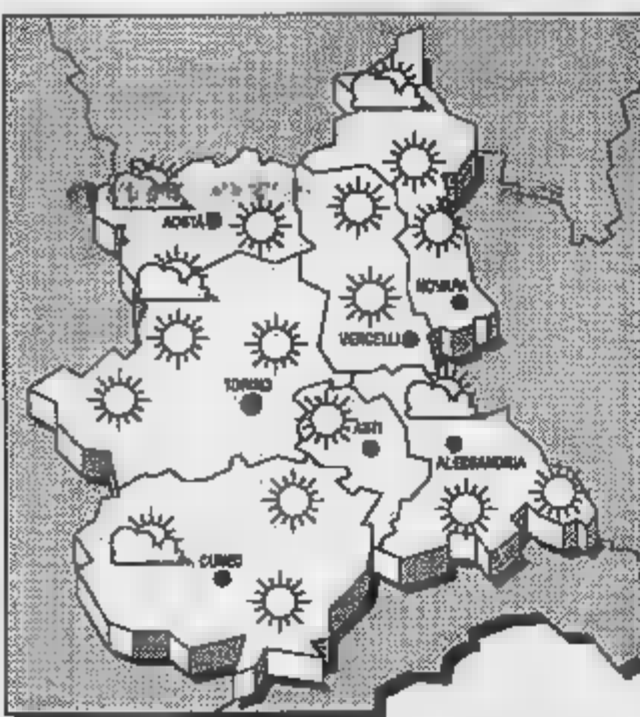 AOSTA
NOVARA
VERCELLI
TORINO
ASTI
ALESSANDRIA
CUNEO